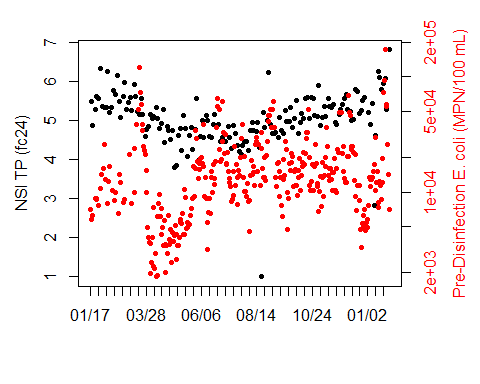 NSI TP (fc24)
7
6
5
4
3
2
1
2e+05
5e+04
1e+04
2e+03
Pre-Disinfection E. coli (MPN/100 mL)
01/17 03/28 06/06 08/14 10/24 01/02